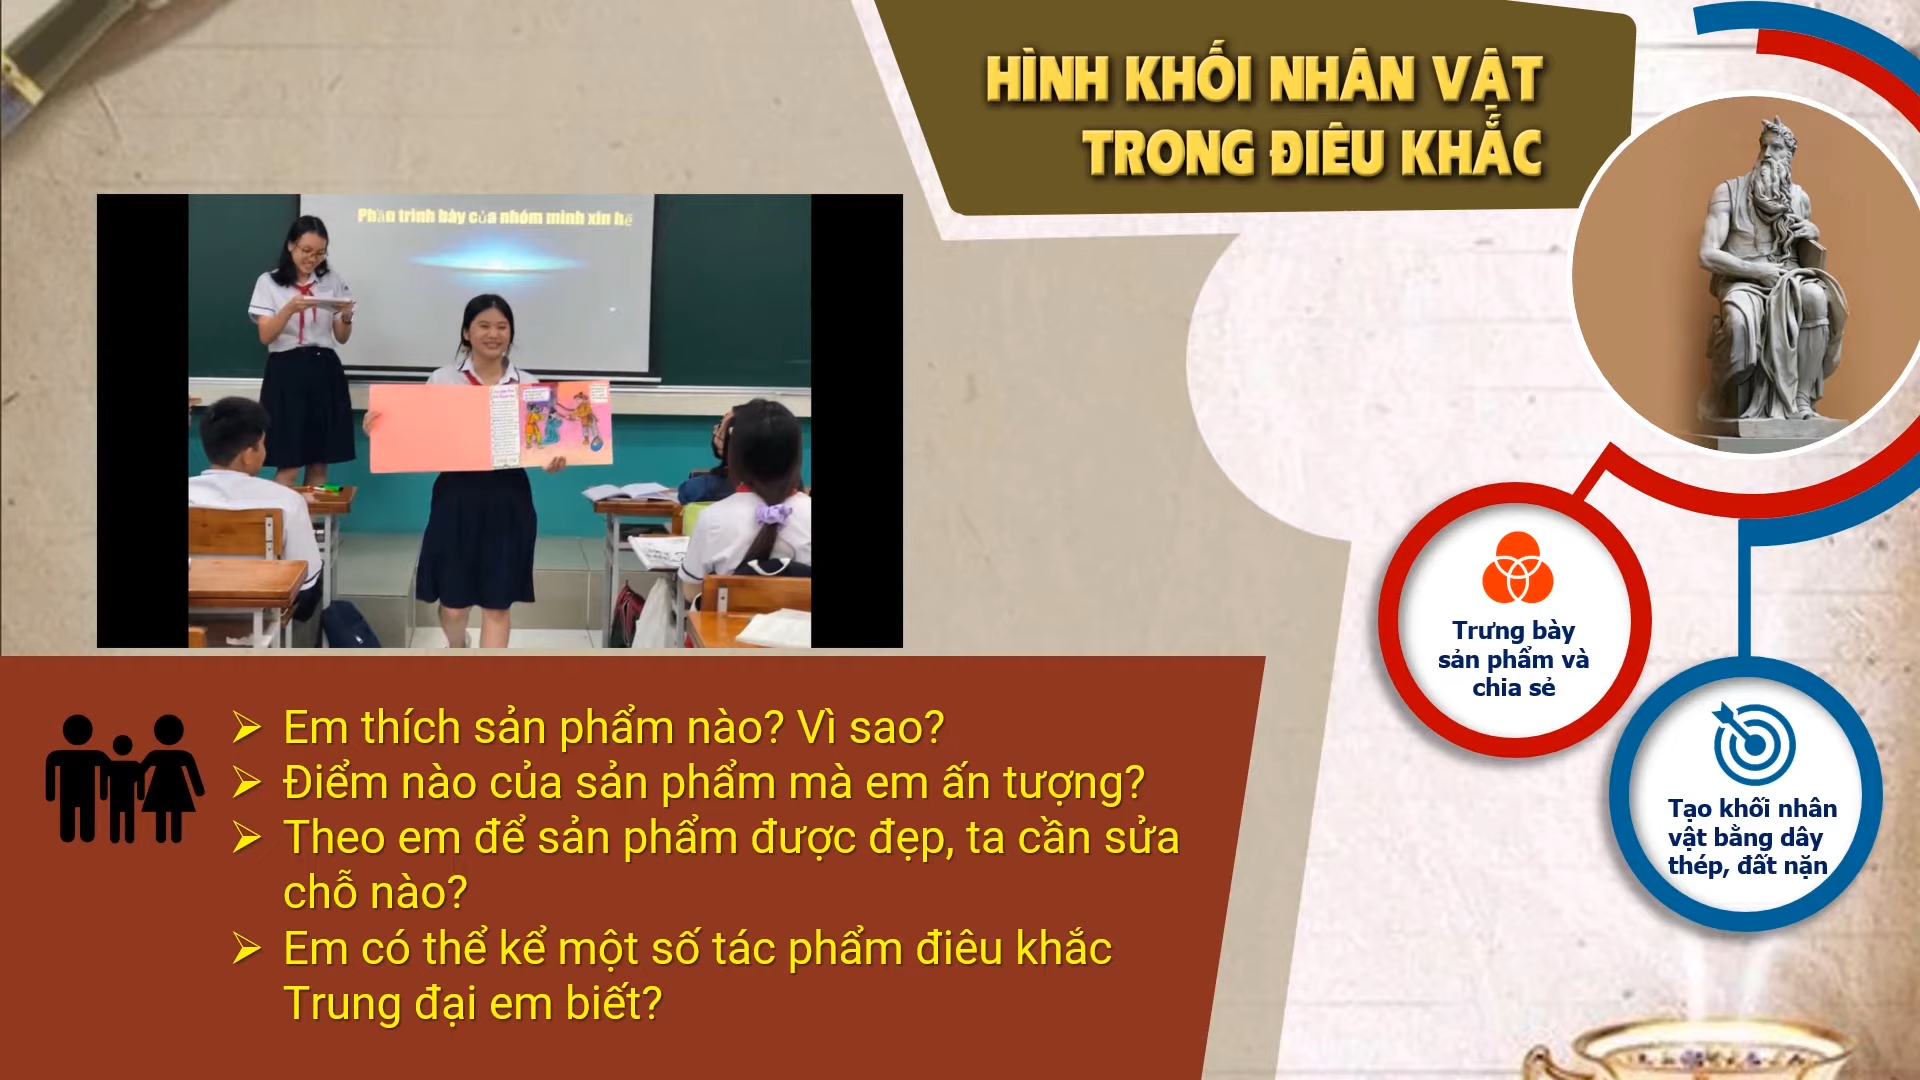 HÌNH KHỐI NHÂN VẬT
TRONG ĐIÊU KHẮC
Phần trình bày của nhóm mình xin hế
Trưng bày
sản phẩm và
chia sẻ
Tạo khối nhân
vật bằng dây
thép, đất nặn
Em thích sản phẩm nào? Vì sao?
Điểm nào của sản phẩm mà em ấn tượng?
Theo em để sản phẩm được đẹp, ta cần sửa
chỗ nào?
Em có thể kể một số tác phẩm điêu khắc
Trung đại em biết?